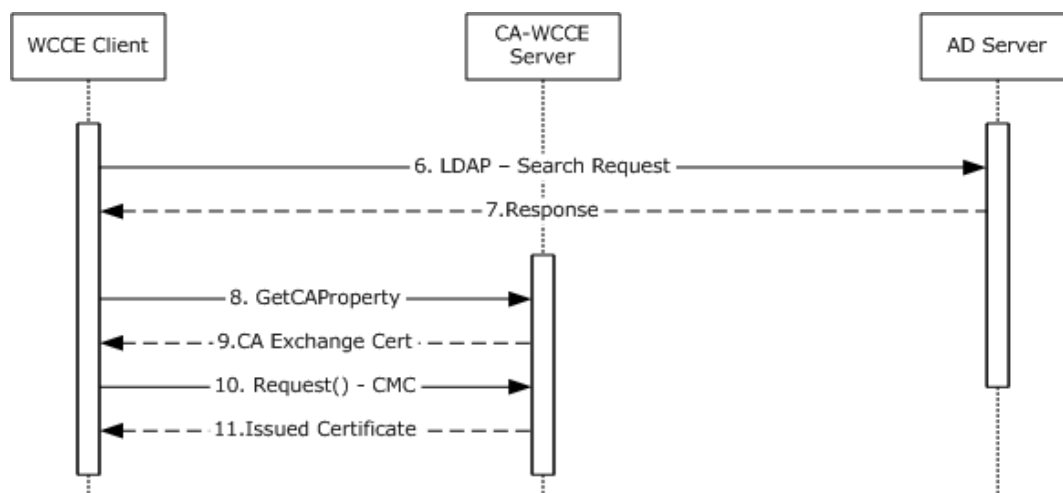 WCCE Client
CA-WCCE
Server
AD Server
6. LDAP – Search Request
7.Response
8. GetCAProperty
9.CA Exchange Cert
10. Request() - CMC
11.Issued Certificate